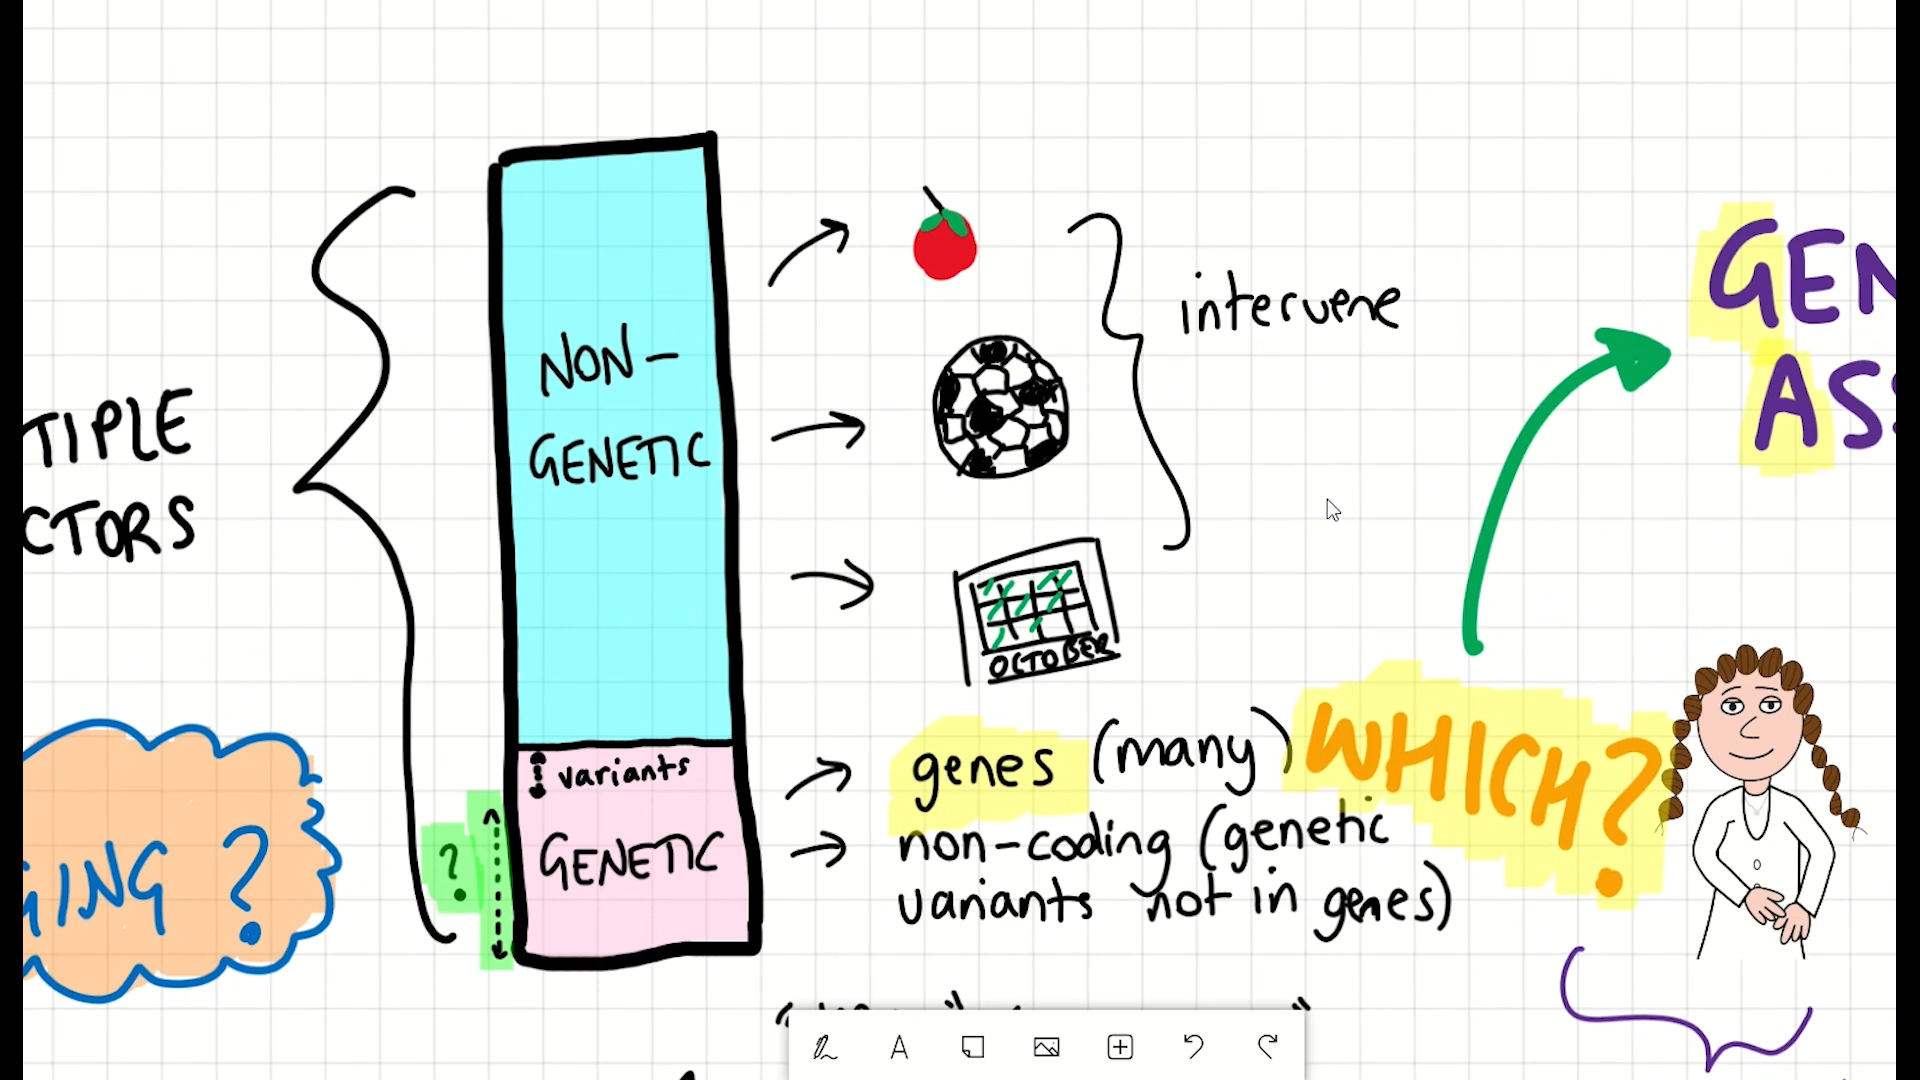 TIPLE
CTORS
NON-
GENETIC
intervene
OCTOBER
GEN
AS
variants
GENETIC
?
genes (many)
WHICH?
non-coding (genetic
variants not in genes)
GING ?
A